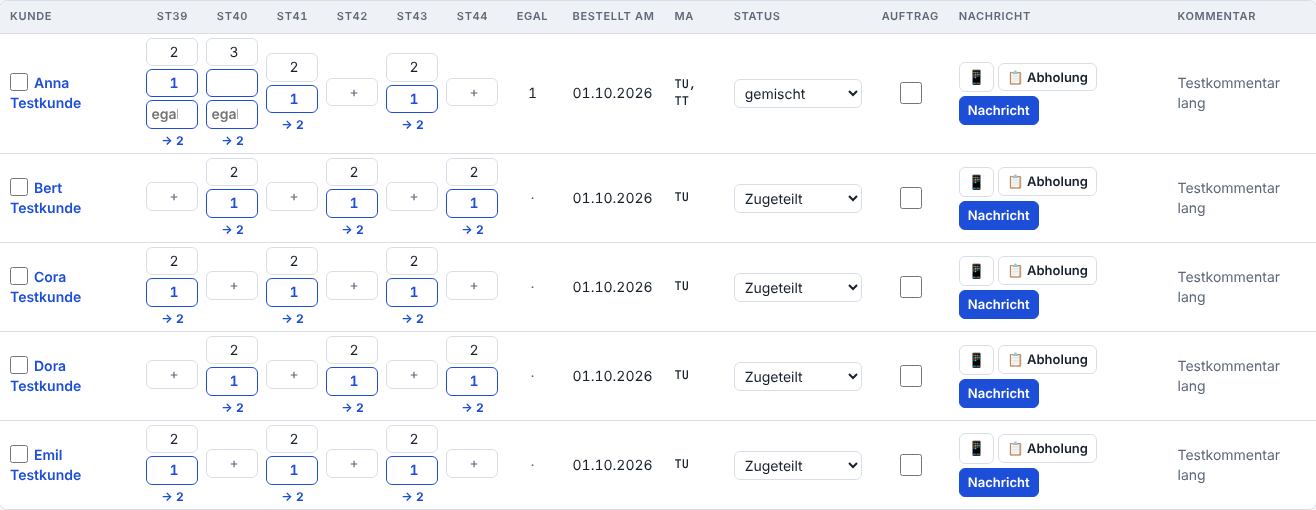 KUNDE ST39 ST40 ST41 ST42 ST43 ST44 EGAL BESTELLT AM MA STATUS AUFTRAG NACHRICHT KOMMENTAR
Anna Testkunde 2 1 egal → 2 3 egal → 2 2 1 → 2 + 2 1 → 2 + 1 01.10.2026 TU, TT gemischt 📱 📋 Abholung Nachricht Testkommentar lang
Bert Testkunde + 2 1 → 2 + 2 1 → 2 + 2 1 → 2 · 01.10.2026 TU Zugeteilt 📱 📋 Abholung Nachricht Testkommentar lang
Cora Testkunde 2 1 → 2 + 2 1 → 2 + 2 1 → 2 + · 01.10.2026 TU Zugeteilt 📱 📋 Abholung Nachricht Testkommentar lang
Dora Testkunde + 2 1 → 2 + 2 1 → 2 + 2 1 → 2 · 01.10.2026 TU Zugeteilt 📱 📋 Abholung Nachricht Testkommentar lang
Emil Testkunde 2 1 → 2 + 2 1 → 2 + 2 1 → 2 + · 01.10.2026 TU Zugeteilt 📱 📋 Abholung Nachricht Testkommentar lang